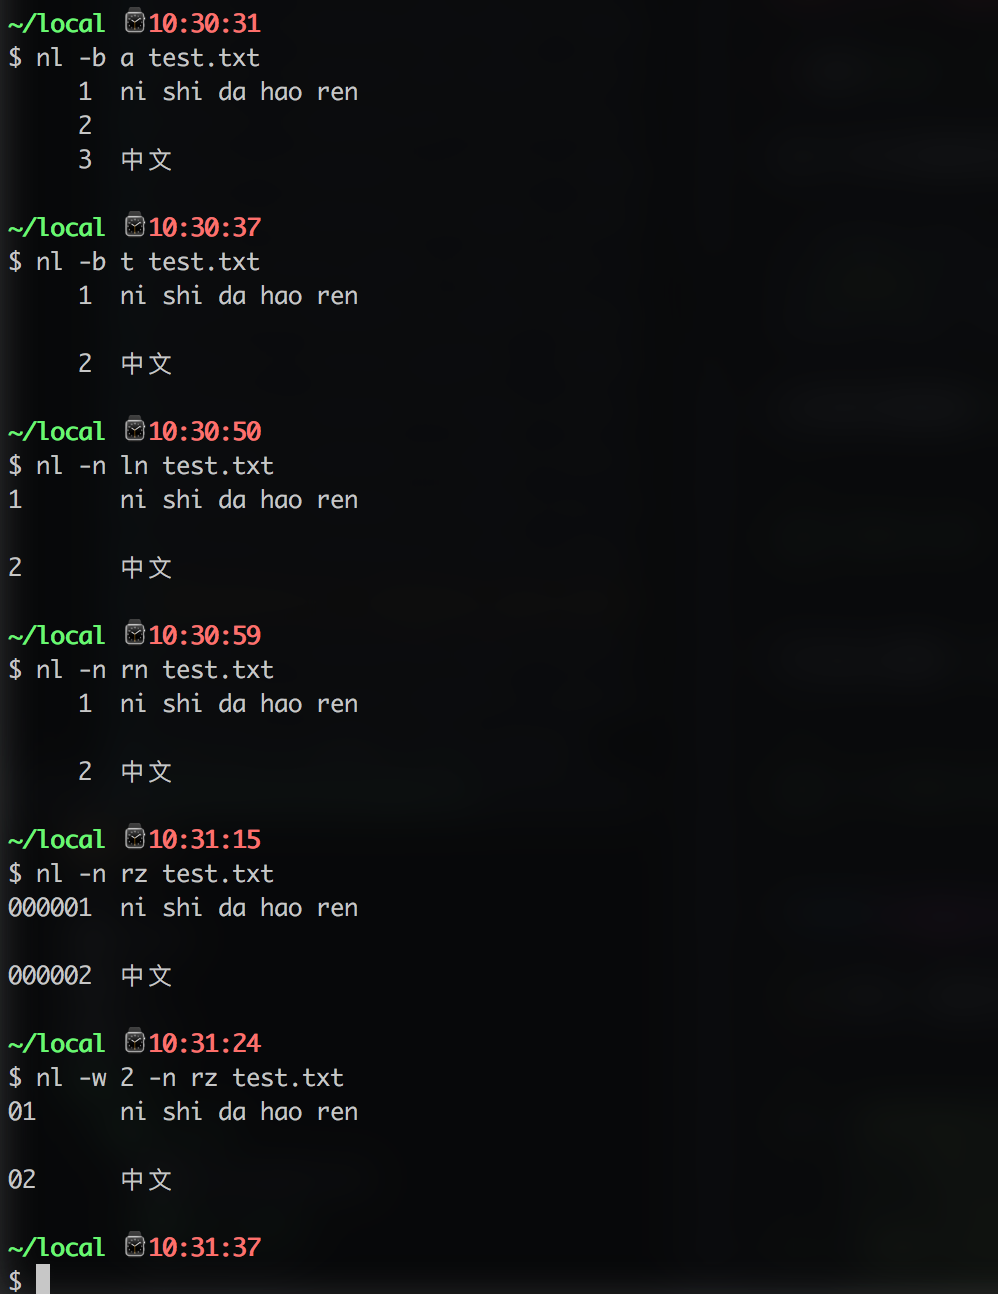 ~/local ⌚10:30:31
$ nl -b a test.txt
     1  ni shi da hao ren
     2
     3  中文
~/local ⌚10:30:37
$ nl -b t test.txt
     1  ni shi da hao ren
     2  中文
~/local ⌚10:30:50
$ nl -n ln test.txt
1       ni shi da hao ren
2       中文
~/local ⌚10:30:59
$ nl -n rn test.txt
     1  ni shi da hao ren
     2  中文
~/local ⌚10:31:15
$ nl -n rz test.txt
000001  ni shi da hao ren
000002  中文
~/local ⌚10:31:24
$ nl -w 2 -n rz test.txt
01      ni shi da hao ren
02      中文
~/local ⌚10:31:37
$